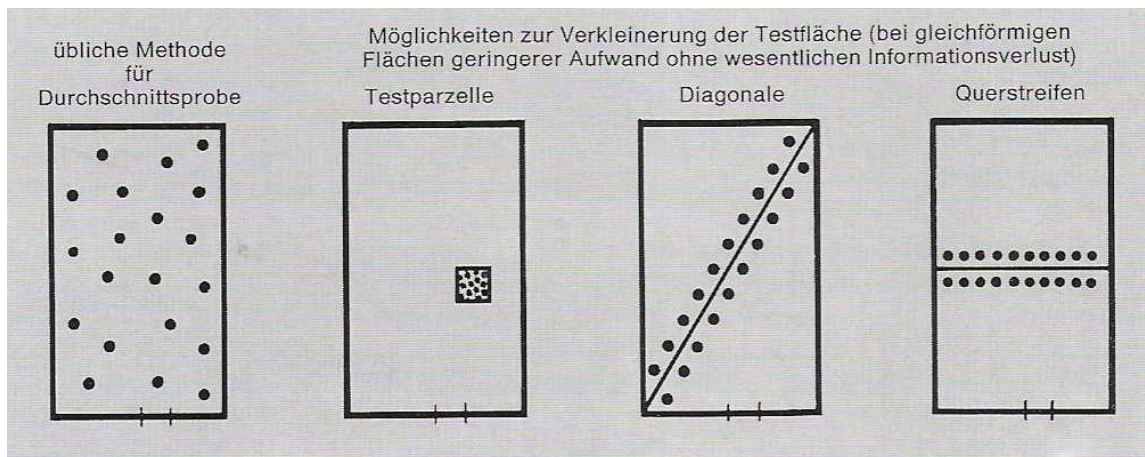 übliche Methode
für
Durchschnittsprobe
Möglichkeiten zur Verkleinerung der Testfläche (bei gleichförmigen
Flächen geringerer Aufwand ohne wesentlichen Informationsverlust)
Testparzelle
Diagonale
Querstreifen